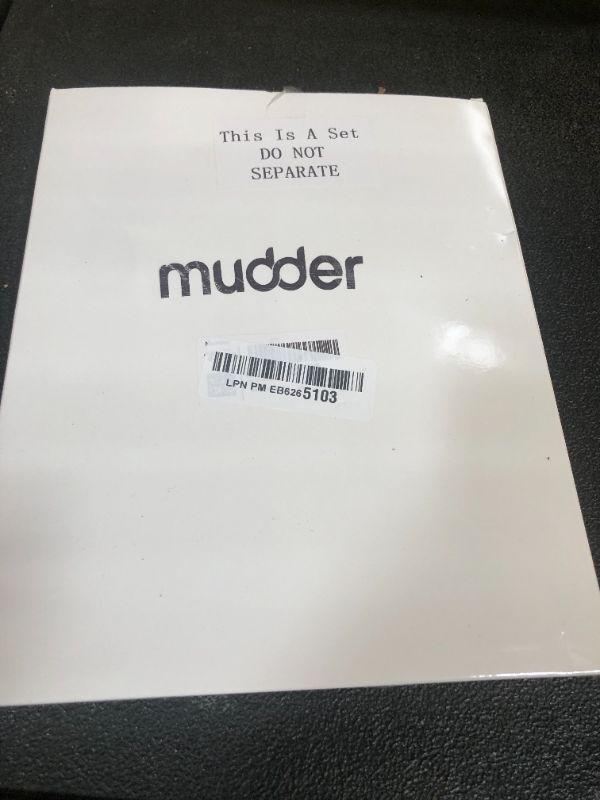 This Is A Set
DO NOT
SEPARATE
mudder
LPN PM EB6265103